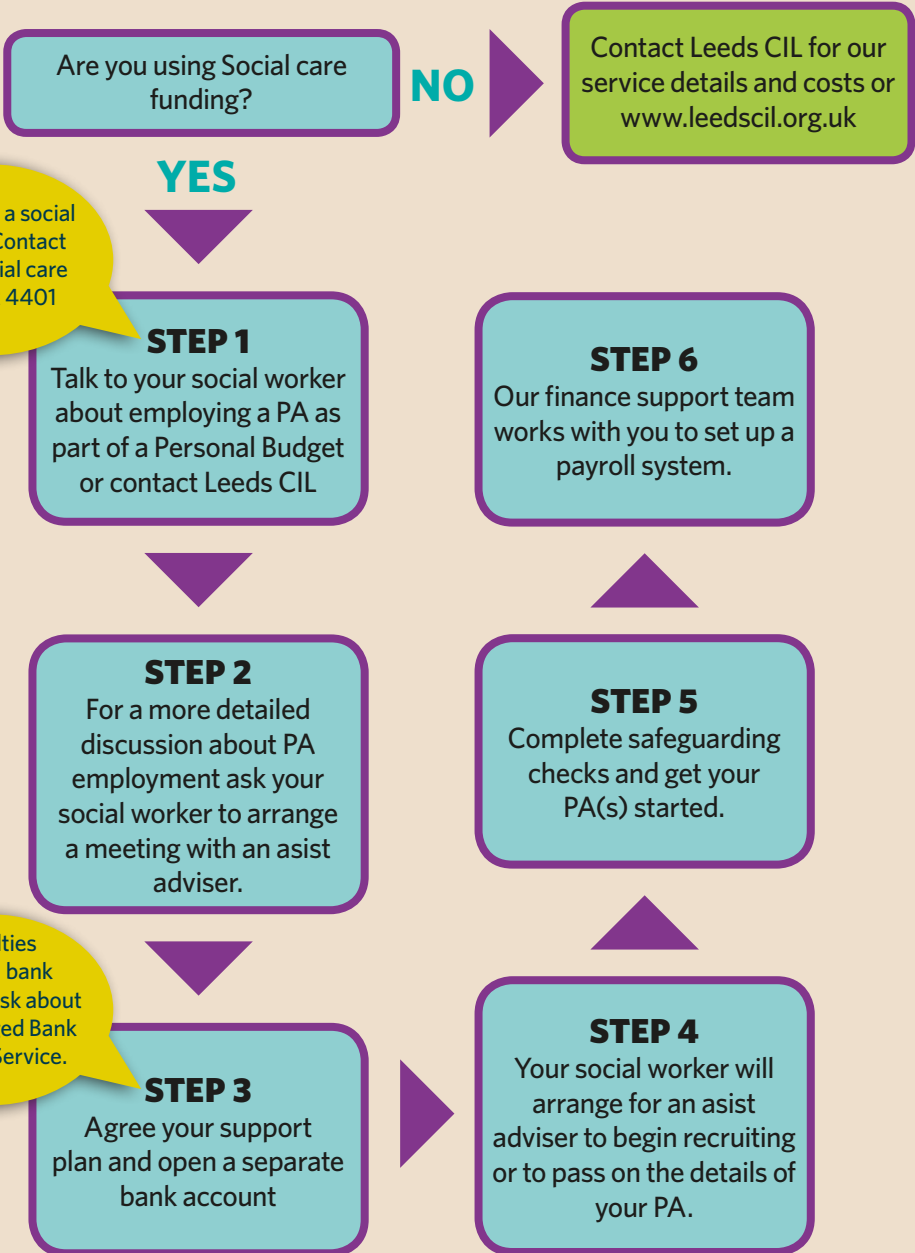 Are you using Social care
funding?
NO
Contact Leeds CIL for our
service details and costs or
www.leedscil.org.uk
YES
a social
Contact
ial care
4401
STEP 1
Talk to your social worker
about employing a PA as
part of a Personal Budget
or contact Leeds CIL
STEP 2
For a more detailed
discussion about PA
employment ask your
social worker to arrange
a meeting with an asist
adviser.
lties
bank
sk about
ed Bank
Service.
STEP 3
Agree your support
plan and open a separate
bank account
STEP 4
Your social worker will
arrange for an asist
adviser to begin recruiting
or to pass on the details of
your PA.
STEP 5
Complete safeguarding
checks and get your
PA(s) started.
STEP 6
Our finance support team
works with you to set up a
payroll system.